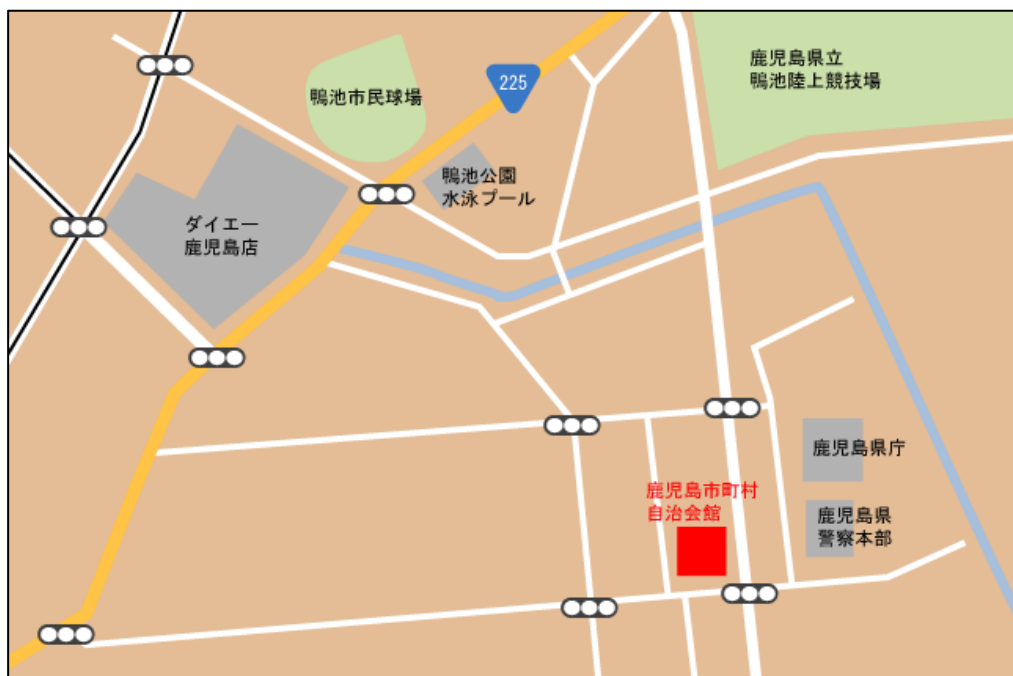 鹿児島県立
鴨池陸上競技場
225
鴨池市民球場
鴨池公園
水泳プール
ダイエー
鹿児島店
鹿児島県庁
鹿児島市町村
自治会館
鹿児島県
警察本部